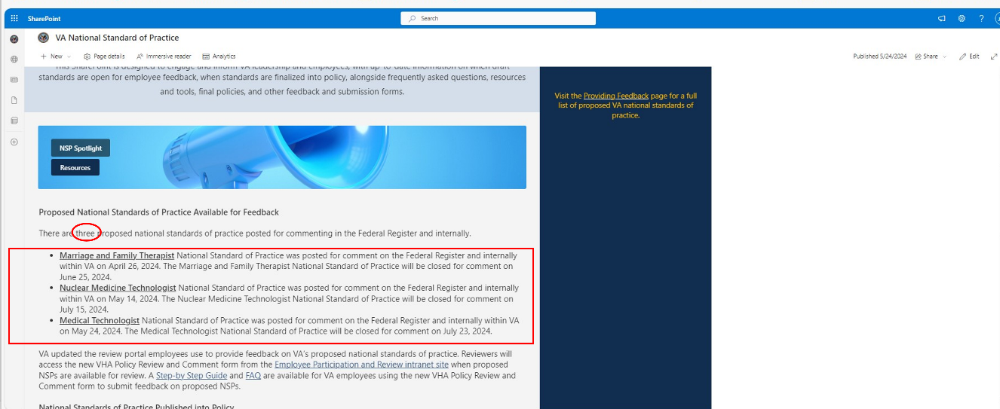 SharePoint
Search
VA National Standard of Practice
New
Page details
Immersive reader
Analytics
Published 5/24/2024
Share
Edit
This SharePoint is designed to engage and inform VA leadership and employees, with up-to-date information on when draft
standards are open for employee feedback, when standards are finalized into policy, alongside frequently asked questions, resources
and tools, final policies, and other feedback and submission forms.
Visit the Providing Feedback page for a full
list of proposed VA national standards of
practice.
NSP Spotlight
Resources
Proposed National Standards of Practice Available for Feedback
There are three proposed national standards of practice posted for commenting in the Federal Register and internally.
• Marriage and Family Therapist National Standard of Practice was posted for comment on the Federal Register and internally
within VA on April 26, 2024. The Marriage and Family Therapist National Standard of Practice will be closed for comment on
June 25, 2024.
• Nuclear Medicine Technologist National Standard of Practice was posted for comment on the Federal Register and internally
within VA on May 14, 2024. The Nuclear Medicine Technologist National Standard of Practice will be closed for comment on
July 15, 2024.
• Medical Technologist National Standard of Practice was posted for comment on the Federal Register and internally within VA
on May 24, 2024. The Medical Technologist National Standard of Practice will be closed for comment on July 23, 2024.
VA updated the review portal employees use to provide feedback on VA's proposed national standards of practice. Reviewers will
access the new VHA Policy Review and Comment form from the Employee Participation and Review intranet site when proposed
NSPs are available for review. A Step-by Step Guide and FAQ are available for VA employees using the new VHA Policy Review and
Comment form to submit feedback on proposed NSPs.
National Standards of Practice Published into Policy